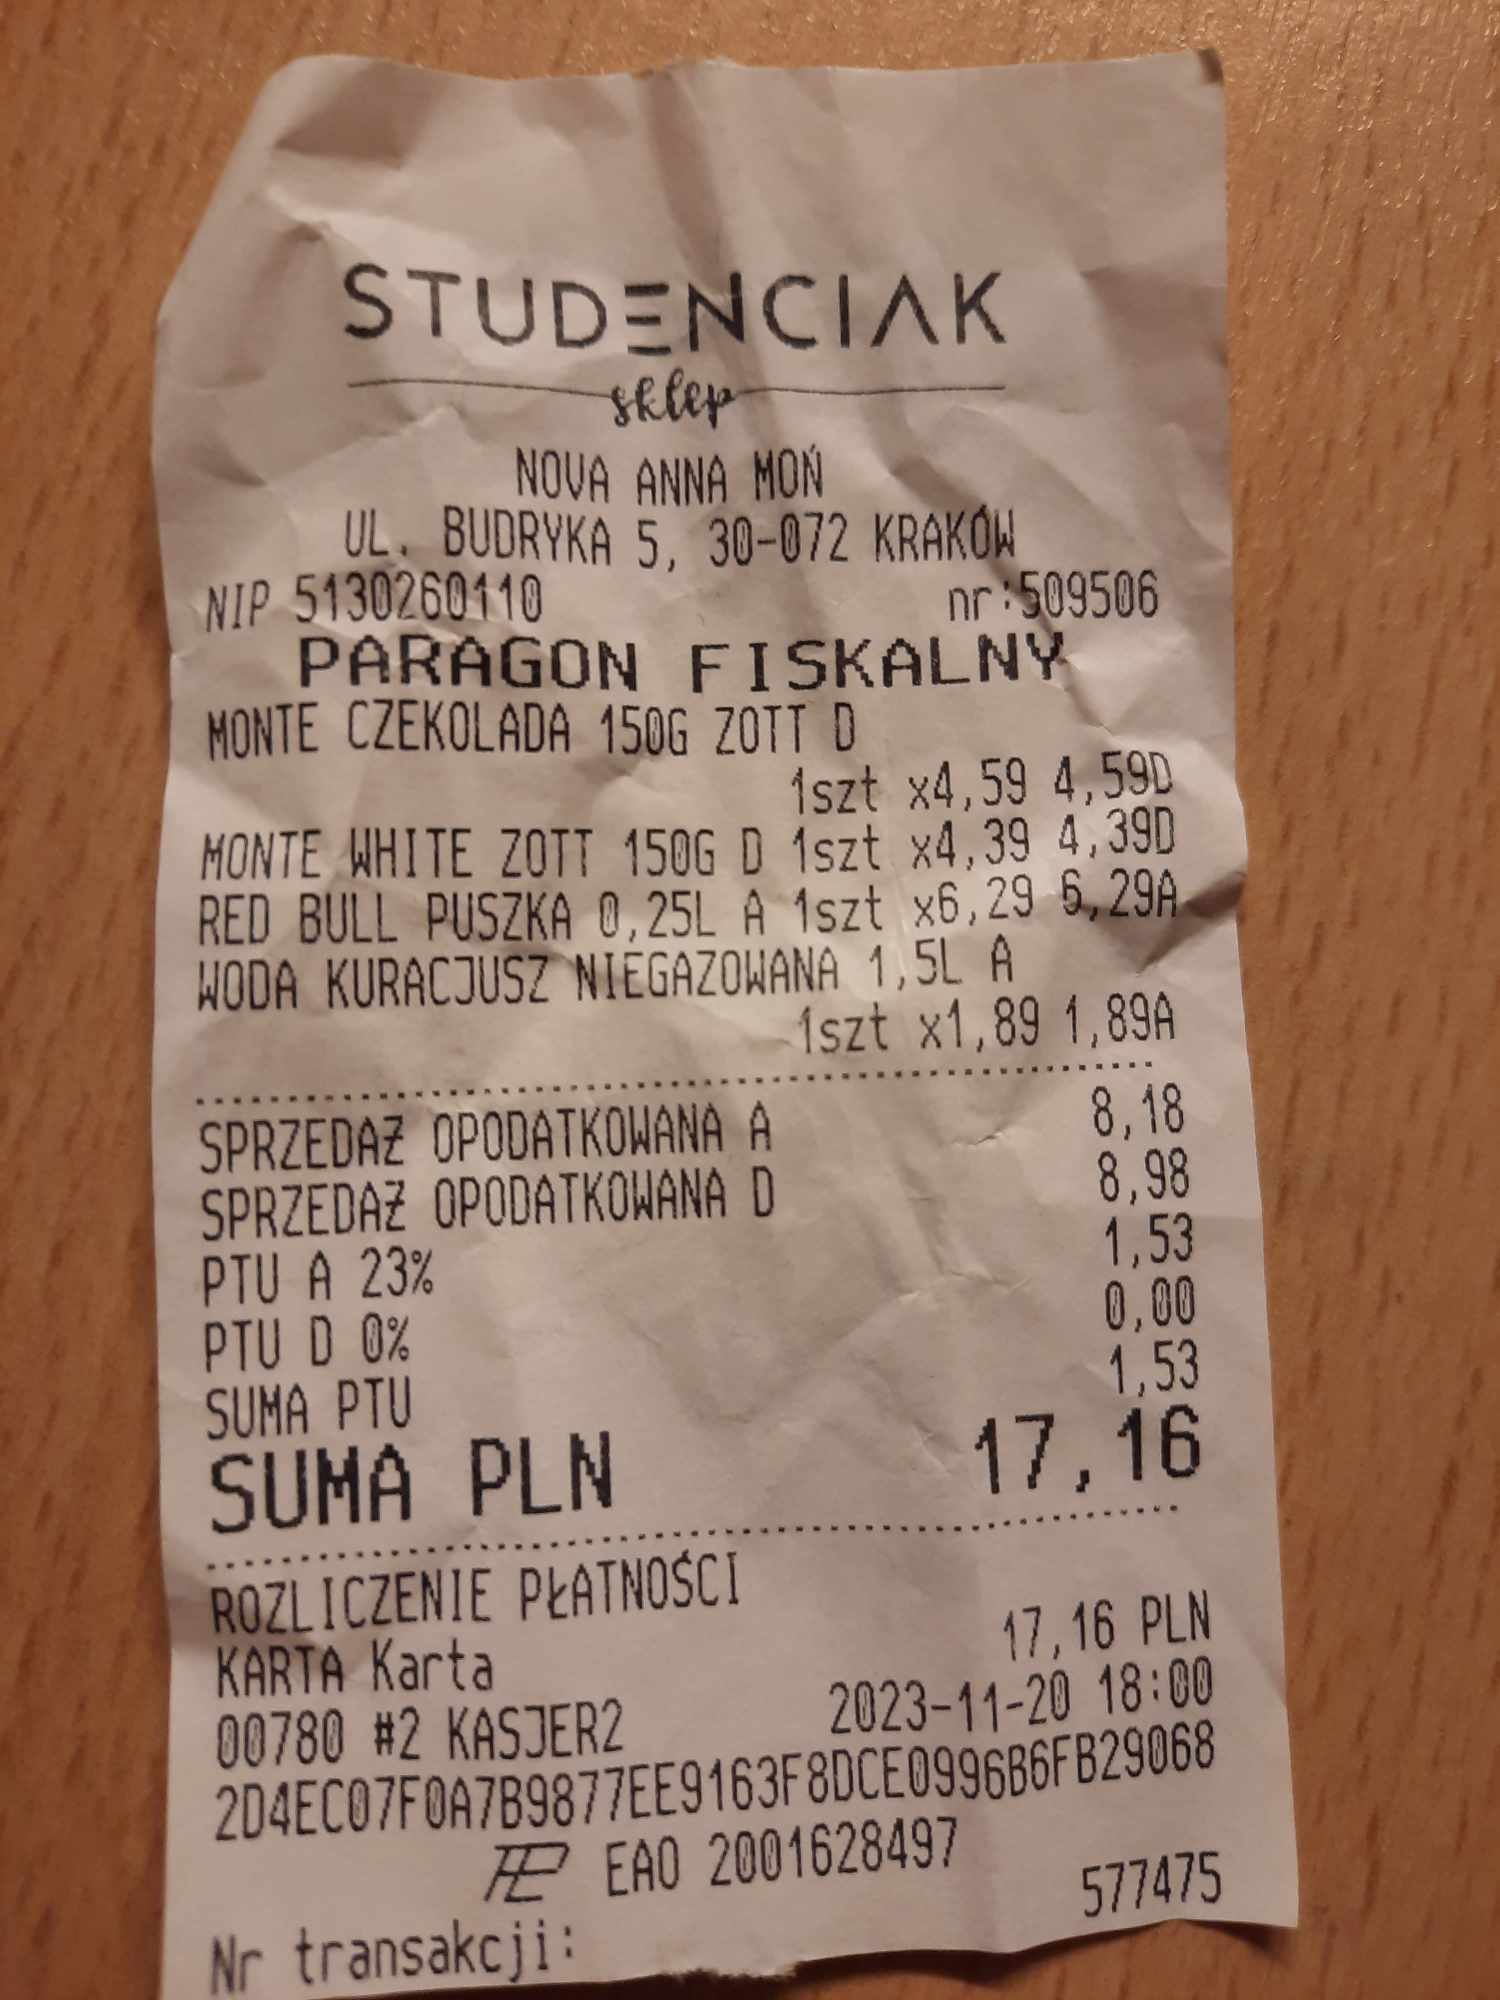 STUDENCIAK
sklep
NOVA ANNA MOŃ
UL. BUDRYKA 5, 30-072 KRAKÓW
NIP 5130260110 nr:509506
PARAGON FISKALNY
MONTE CZEKOLADA 150G ZOTT D
1szt x4,59 4,59D
MONTE WHITE ZOTT 150G D 1szt x4,39 4,39D
RED BULL PUSZKA 0,25L A 1szt x6,29 6,29A
WODA KURACJUSZ NIEGAZOWANA 1,5L A
1szt x1,89 1,89A
SPRZEDAŻ OPODATKOWANA A 8,18
SPRZEDAŻ OPODATKOWANA D 8,98
PTU A 23% 1,53
PTU D 0% 0,00
SUMA PTU 1,53
SUMA PLN 17,16
ROZLICZENIE PŁATNOŚCI
KARTA Karta 17,16 PLN
00780 #2 KASJER2 2023-11-20 18:00
2D4EC07F0A7B9877EE9163F8DCE0996B6FB29068
EAO 2001628497
Nr transakcji: 577475